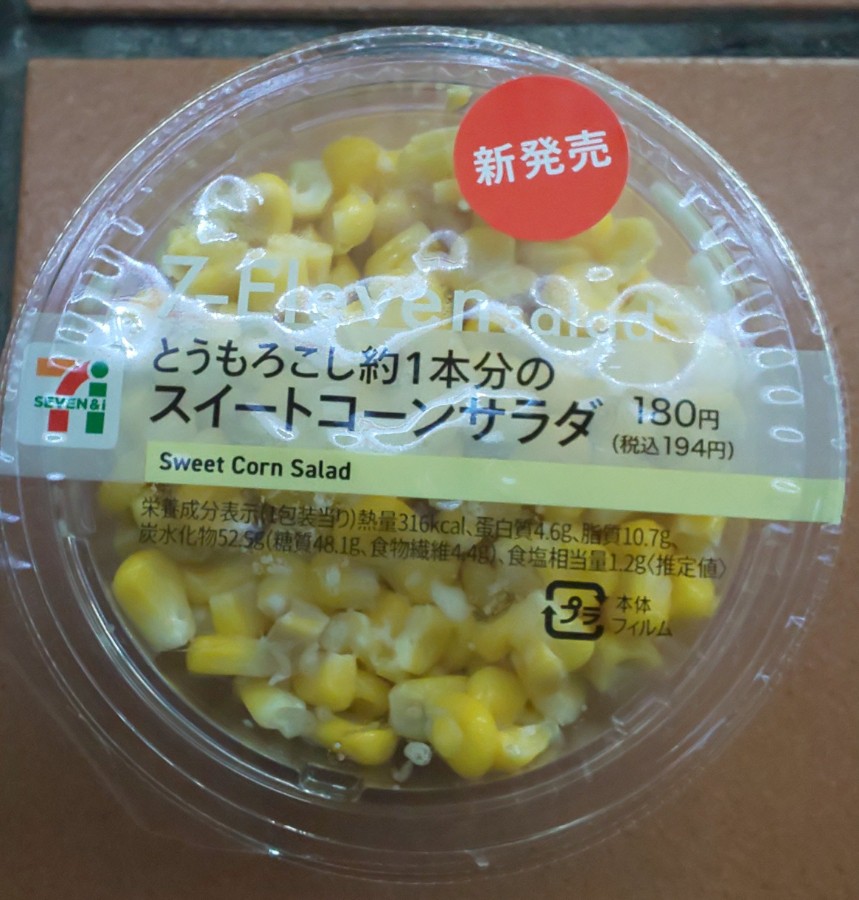 新発売
7-Eleven salad
SEVEN&i
とうもろこし約1本分の
スイートコーンサラダ 180円
(税込194円)
Sweet Corn Salad
栄養成分表示(1包装当り)熱量316kcal、蛋白質4.6g、脂質10.7g、
炭水化物52.5g(糖質48.1g、食物繊維4.4g)、食塩相当量1.2g〈推定値〉
プラ
本体
フィルム